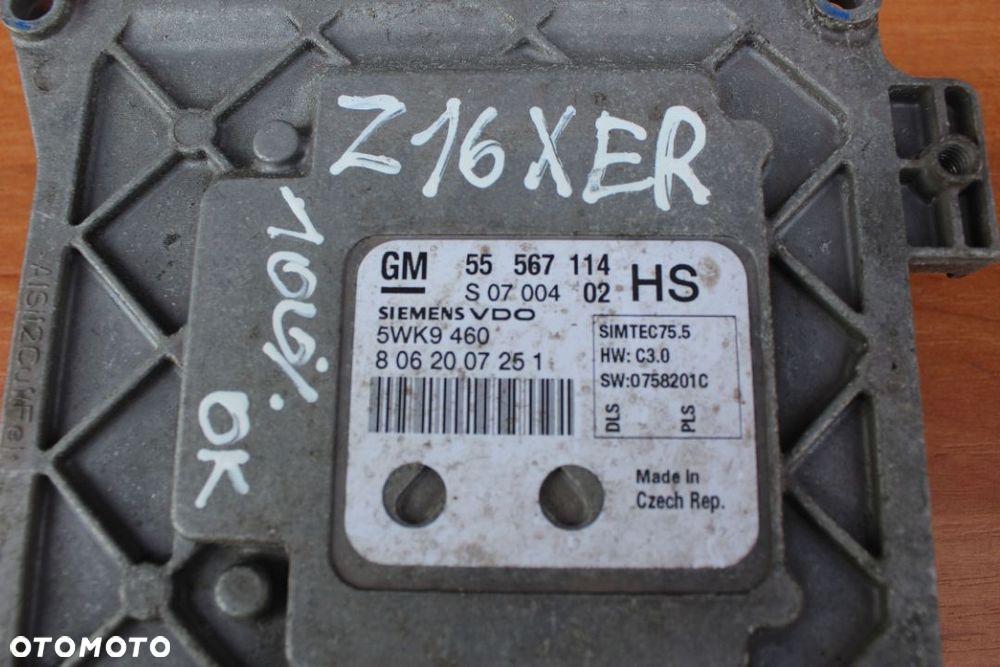 Z16XER
100%.
OK
GM 55 567 114
S 07 004 02 HS
SIEMENS VDO
5WK9 460
8 06 20 07 25 1
SIMTEC75.5
HW: C3.0
SW:0758201C
DLS PLS
Made in
Czech Rep.
OTOMOTO